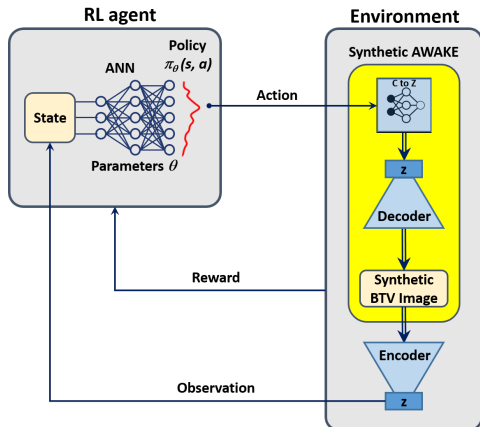 RL agent
Environment
Policy
πθ(s, a)
ANN
State
Parameters θ
Action
Reward
Observation
Synthetic AWAKE
C to Z
z
Decoder
Synthetic
BTV Image
Encoder
z